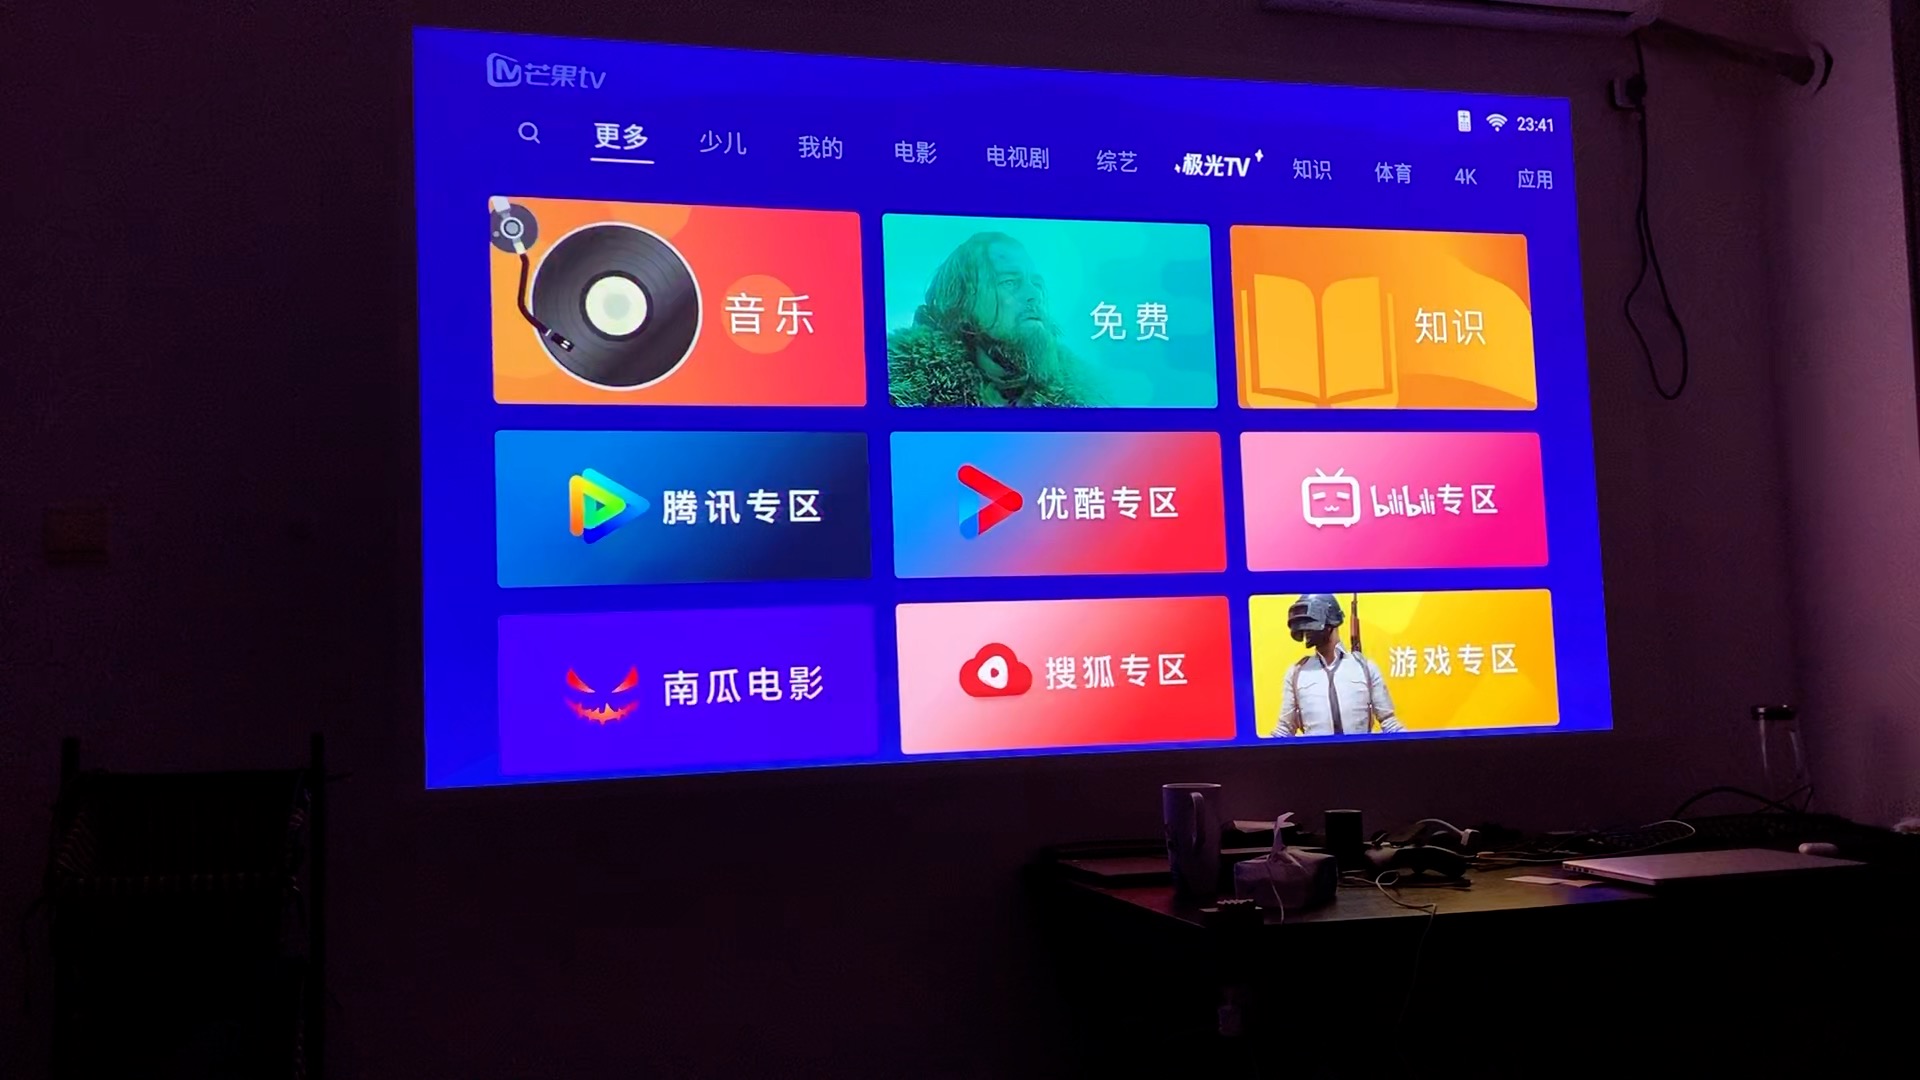 芒果tv
23:41
更多 少儿 我的 电影 电视剧 综艺 极光TV 知识 体育 4K 应用
音乐
免费
知识
腾讯专区
优酷专区
bilibili专区
南瓜电影
搜狐专区
游戏专区